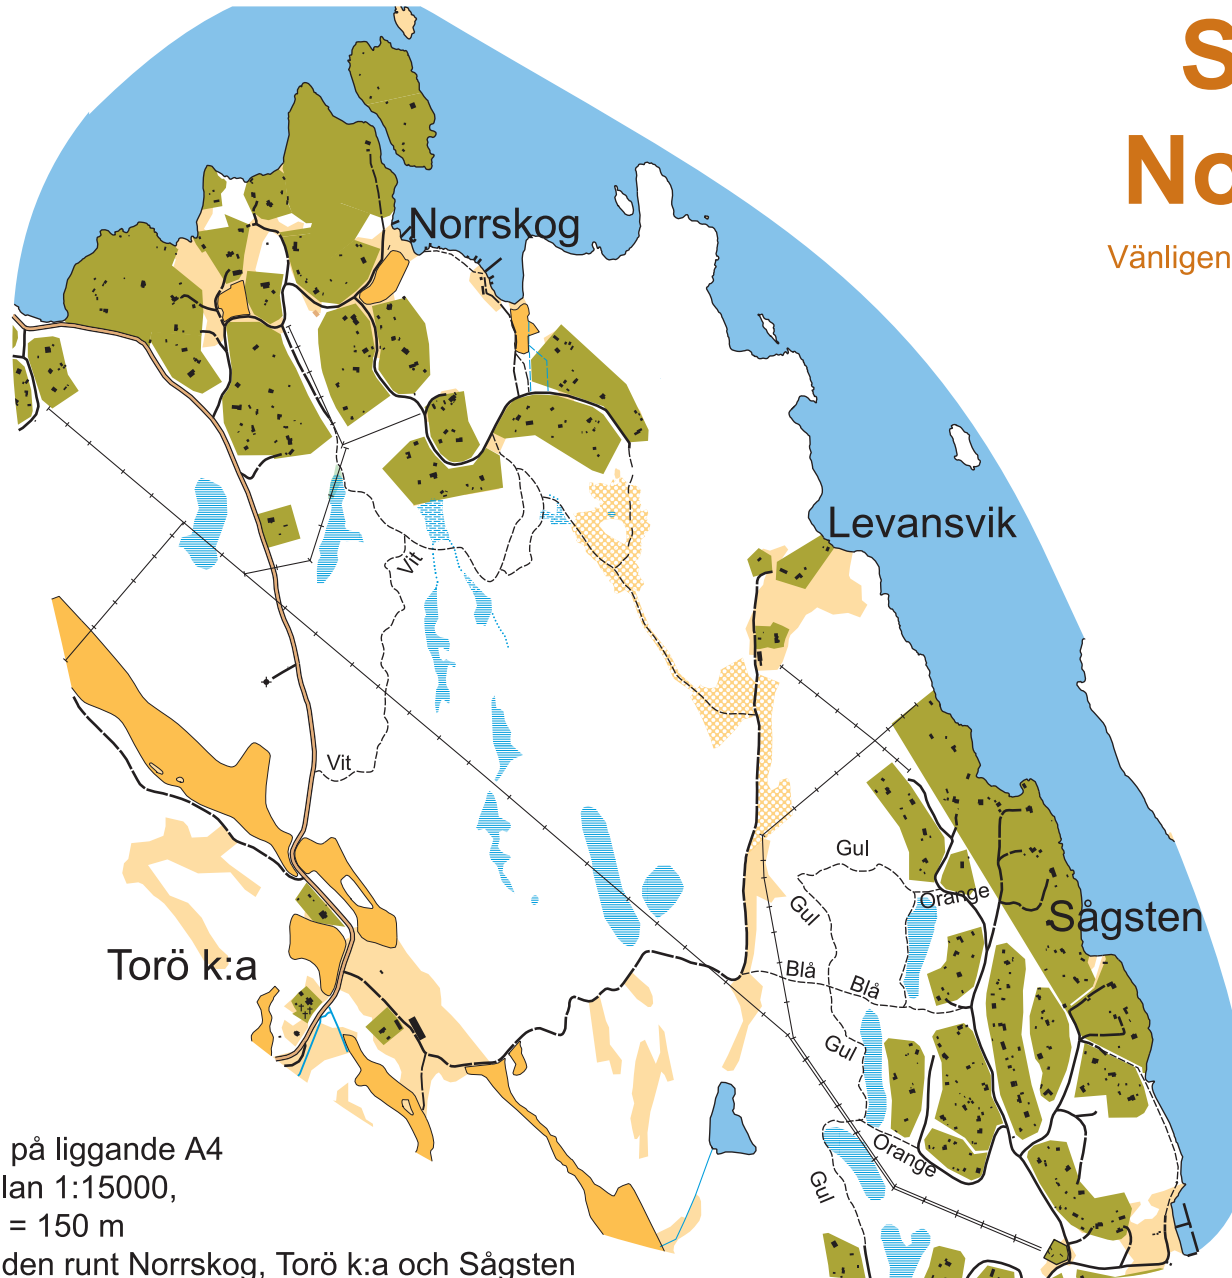 S
No
Vänligen
Norrskog
Levansvik
Vit
Vit
Gul
Gul
Orange
Sågsten
Torö k:a
Blå
Blå
Gul
Orange
Gul
på liggande A4
lan 1:15000,
= 150 m
den runt Norrskog, Torö k:a och Sågsten